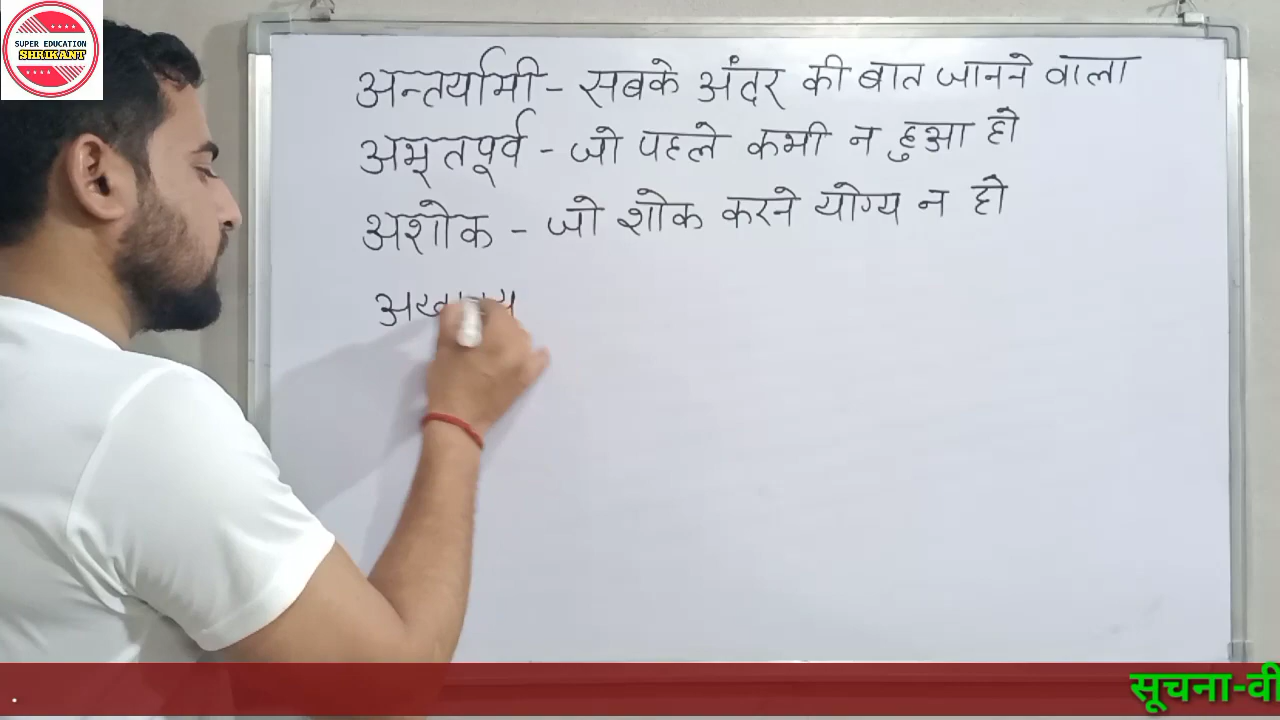 SUPER EDUCATION
SHRIKANT
अन्तर्यामी - सबके अंदर की बात जानने वाला
अभूतपूर्व - जो पहले कभी न हुआ हो
अशोक - जो शोक करने योग्य न हो
सूचना-वी